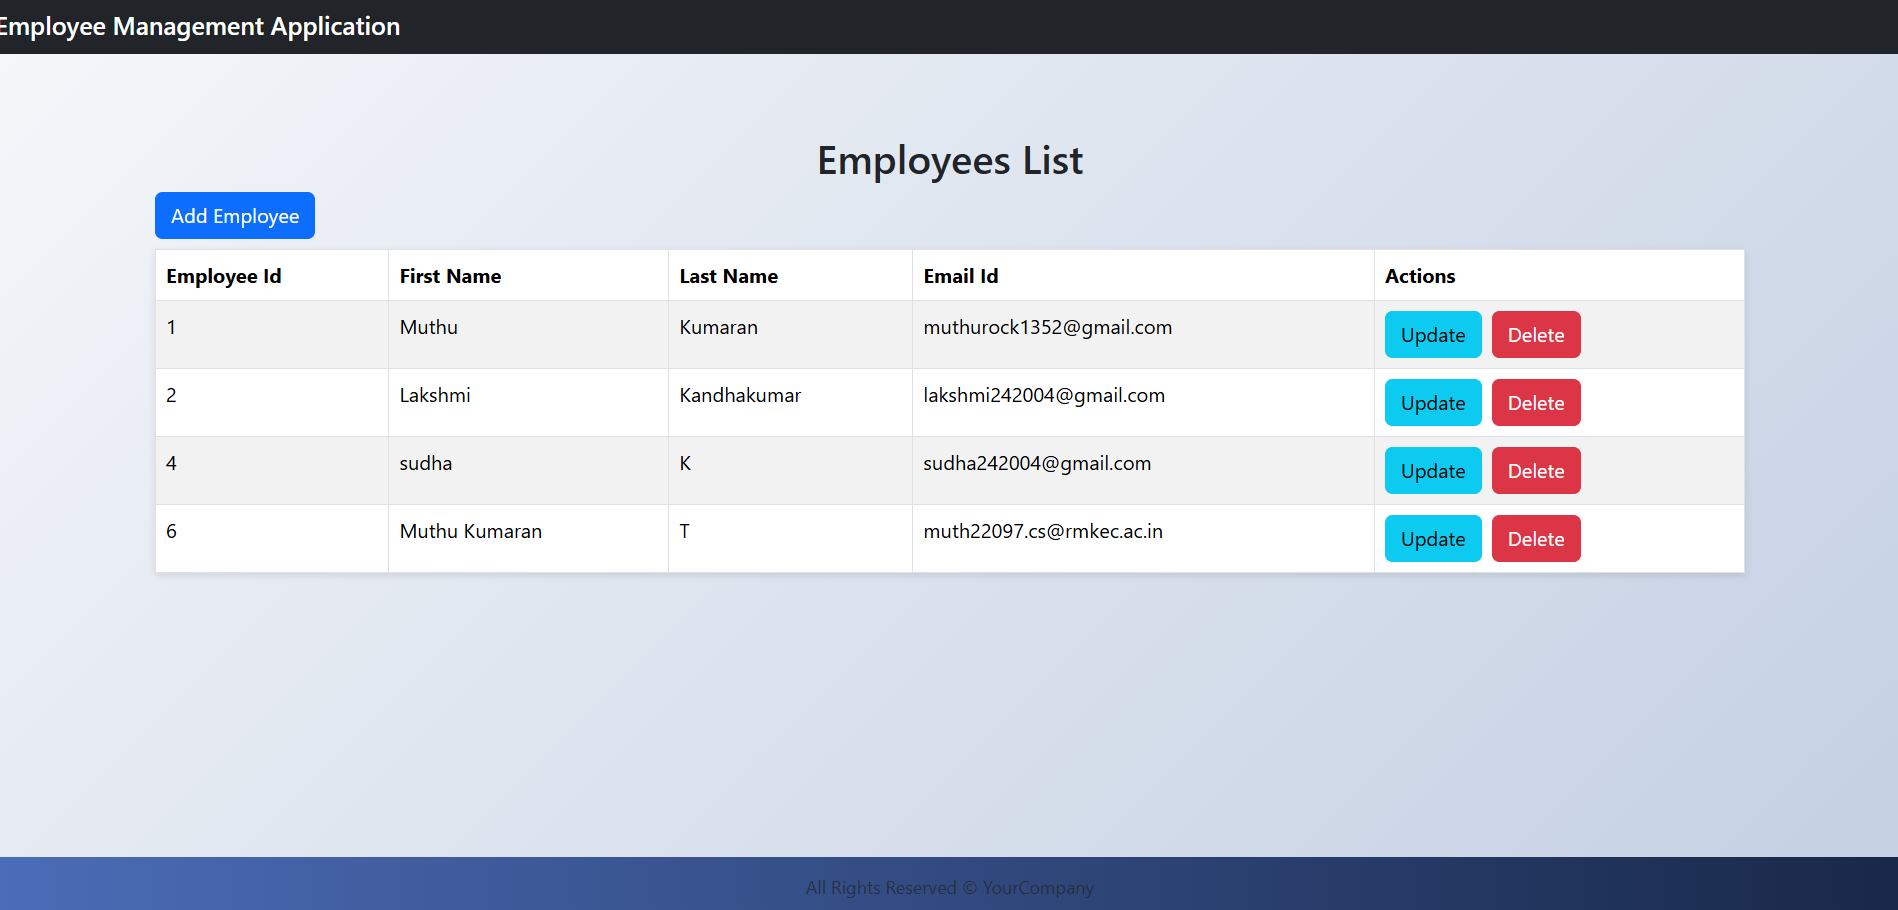 Employee Management Application
Employees List
Add Employee
Employee Id First Name Last Name Email Id Actions
1 Muthu Kumaran muthurock1352@gmail.com Update Delete
2 Lakshmi Kandhakumar lakshmi242004@gmail.com Update Delete
4 sudha K sudha242004@gmail.com Update Delete
6 Muthu Kumaran T muth22097.cs@rmkec.ac.in Update Delete
All Rights Reserved © YourCompany